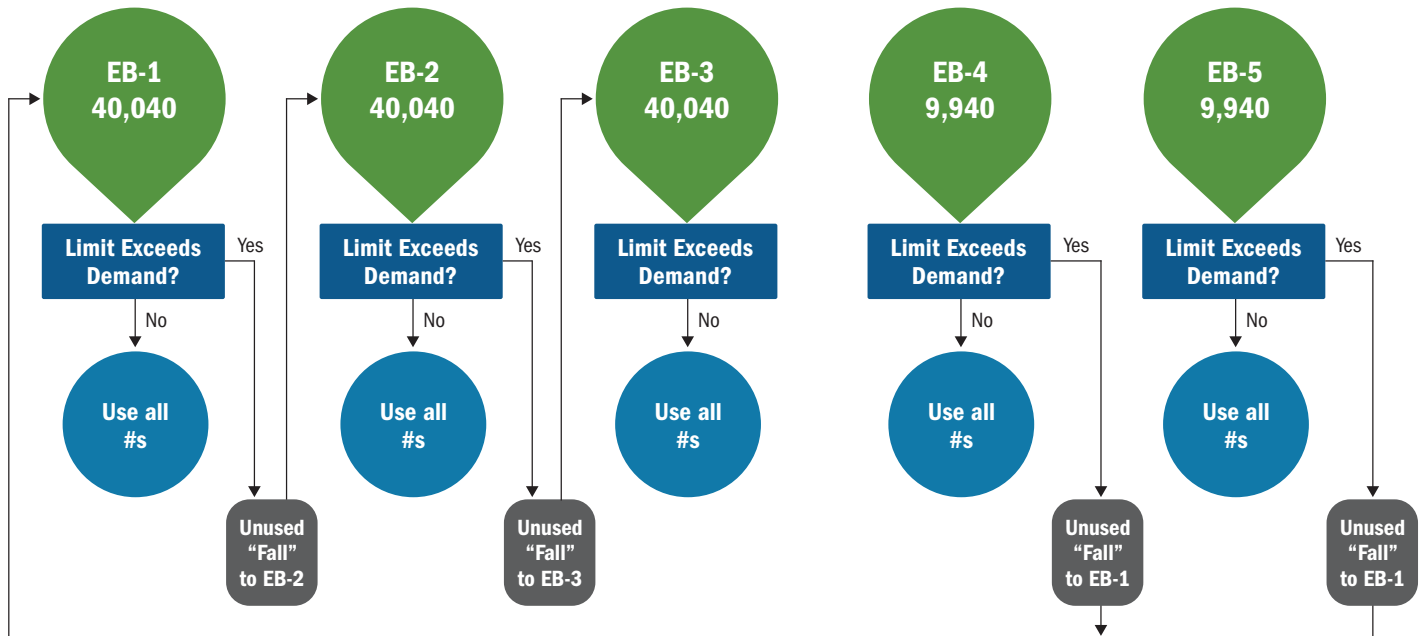 EB-1
40,040
EB-2
40,040
EB-3
40,040
EB-4
9,940
EB-5
9,940
Limit Exceeds
Demand?
Yes
Limit Exceeds
Demand?
Yes
Limit Exceeds
Demand?
Limit Exceeds
Demand?
Yes
Limit Exceeds
Demand?
Yes
No
No
No
No
No
Use all
#s
Use all
#s
Use all
#s
Use all
#s
Use all
#s
Unused
“Fall”
to EB-2
Unused
“Fall”
to EB-3
Unused
“Fall”
to EB-1
Unused
“Fall”
to EB-1